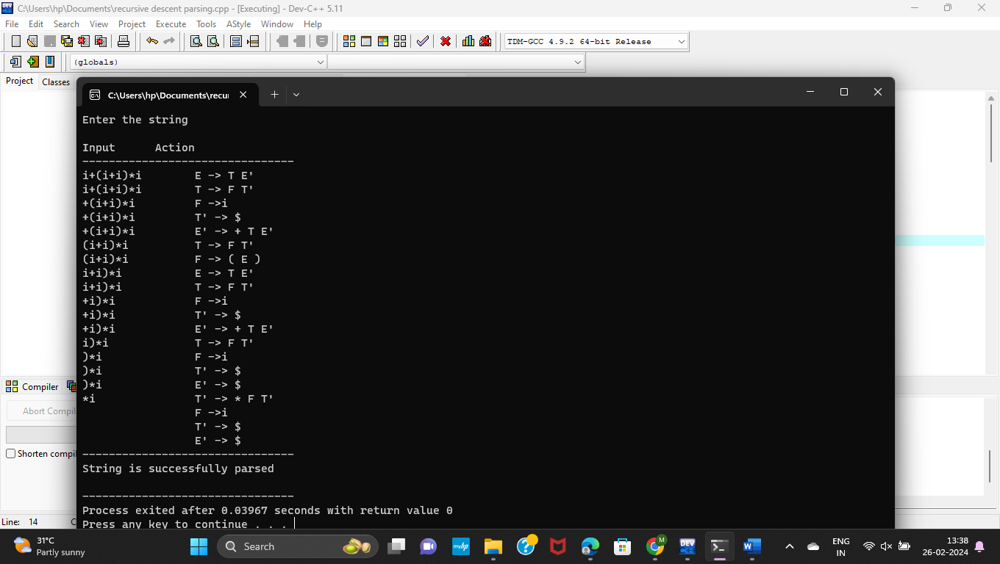 C:\Users\hp\Documents\recursive descent parsing.cpp - [Executing] - Dev-C++ 5.11
File Edit Search View Project Execute Tools AStyle Window Help
TDM-GCC 4.9.2 64-bit Release
(globals)
Project Classes
C:\Users\hp\Documents\recu
Enter the string
Input Action
--------------------------------
i+(i+i)*i E -> T E'
i+(i+i)*i T -> F T'
+(i+i)*i F ->i
+(i+i)*i T' -> $
+(i+i)*i E' -> + T E'
(i+i)*i T -> F T'
(i+i)*i F -> ( E )
i+i)*i E -> T E'
i+i)*i T -> F T'
+i)*i F ->i
+i)*i T' -> $
+i)*i E' -> + T E'
i)*i T -> F T'
)*i F ->i
)*i T' -> $
)*i E' -> $
*i T' -> * F T'
F ->i
T' -> $
E' -> $
--------------------------------
String is successfully parsed
--------------------------------
Process exited after 0.03967 seconds with return value 0
Press any key to continue . . .
Compiler
Abort Compil
Shorten compi
Line: 14
31°C
Partly sunny
Search
ENG
IN
13:38
26-02-2024